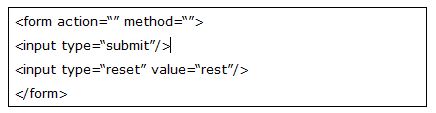 <form action=“” method=“”>
<input type=“submit”/>
<input type=“reset” value=“rest”/>
</form>